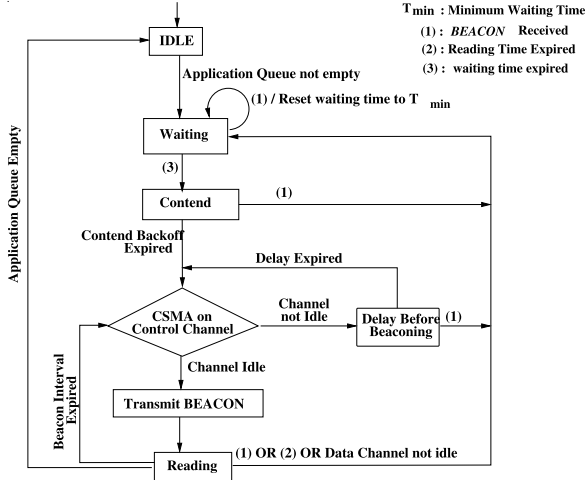 T min : Minimum Waiting Time
(1) : BEACON Received
(2) : Reading Time Expired
(3) : waiting time expired
IDLE
Application Queue not empty
(1) / Reset waiting time to T min
Waiting
(3)
Contend
(1)
Contend Backoff
Expired
Delay Expired
CSMA on
Control Channel
Channel
not Idle
Delay Before
Beaconing
(1)
Channel Idle
Transmit BEACON
Reading
(1) OR (2) OR Data Channel not idle
Beacon Interval
Expired
Application Queue Empty